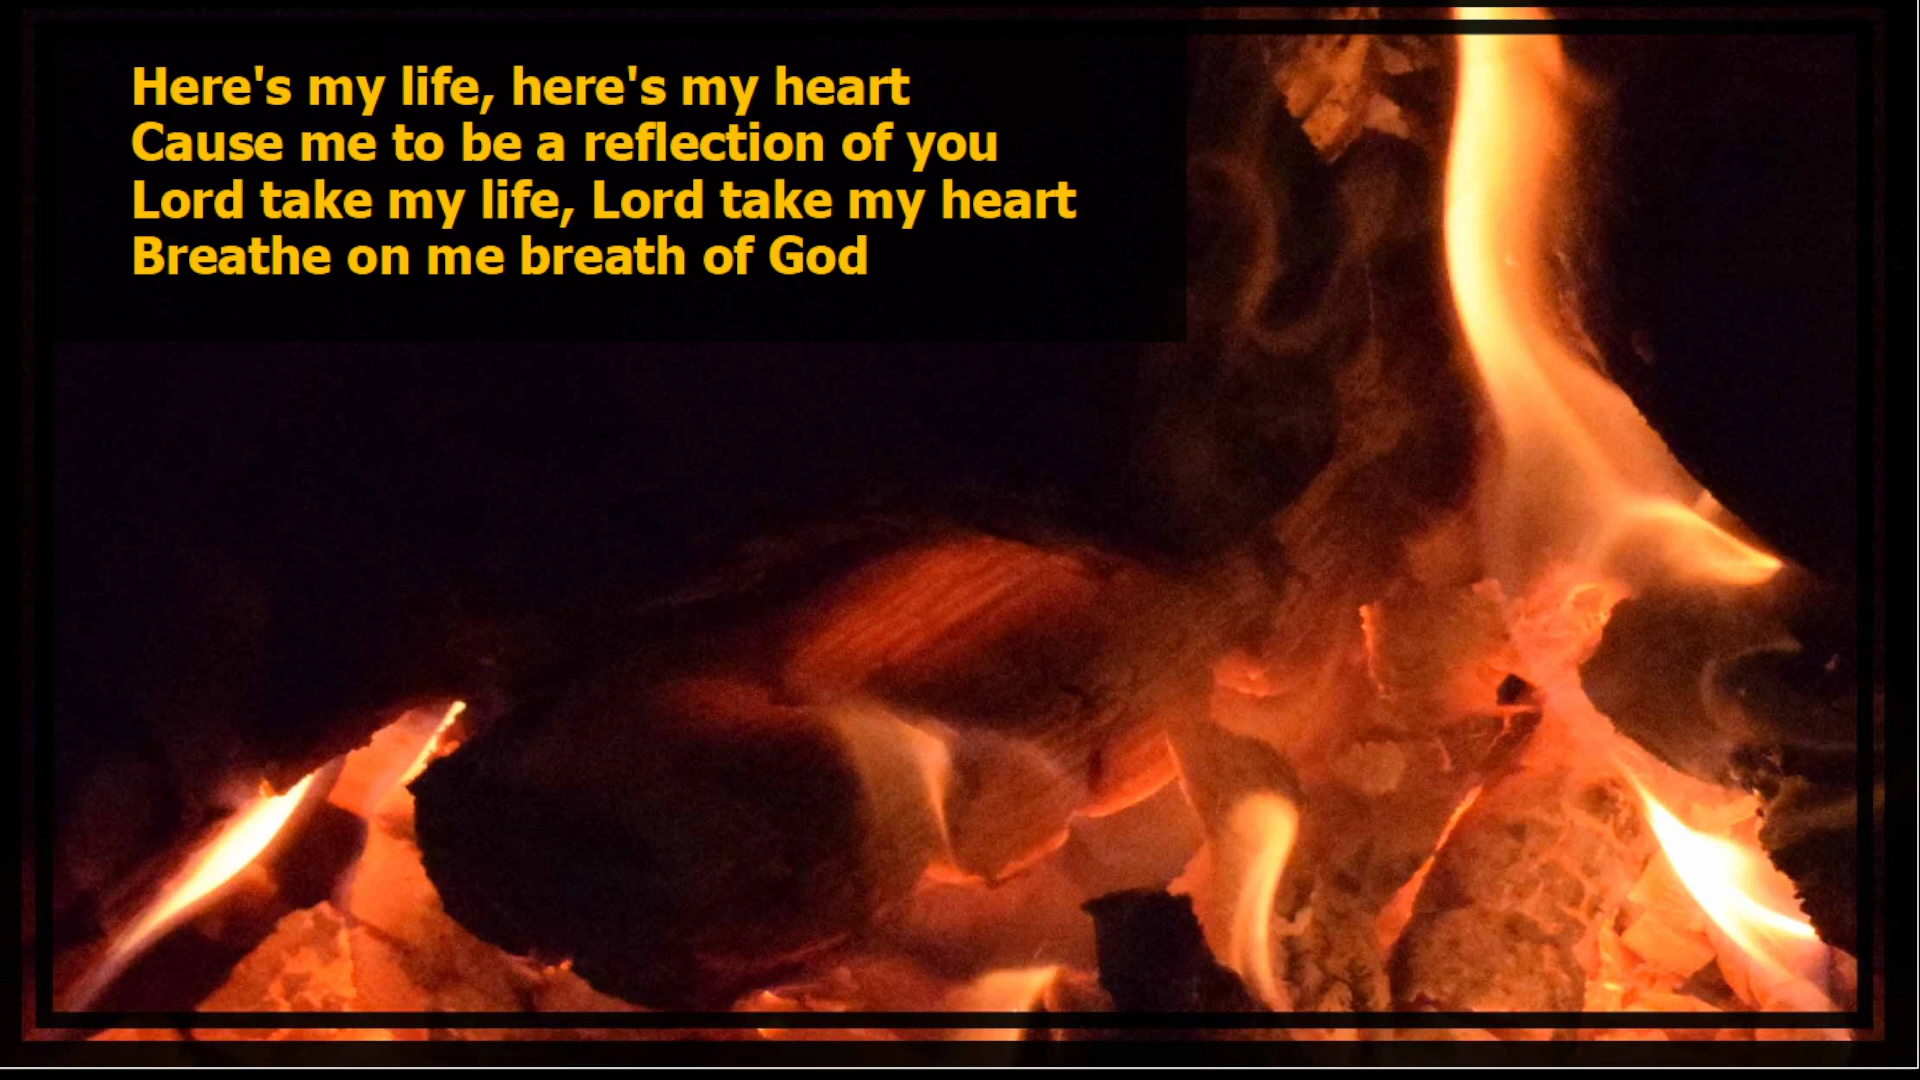 Here's my life, here's my heart
Cause me to be a reflection of you
Lord take my life, Lord take my heart
Breathe on me breath of God